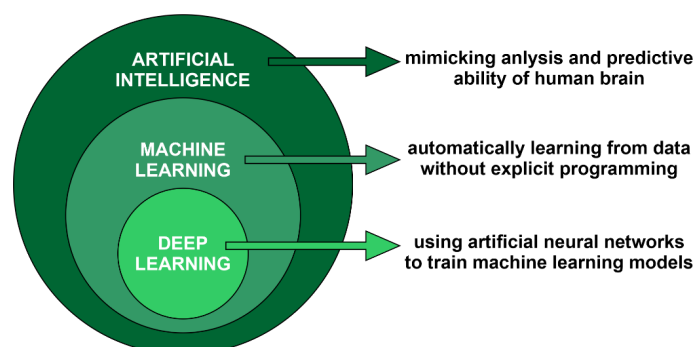 ARTIFICIAL
INTELLIGENCE
mimicking anlysis and predictive
ability of human brain
MACHINE
LEARNING
automatically learning from data
without explicit programming
DEEP
LEARNING
using artificial neural networks
to train machine learning models